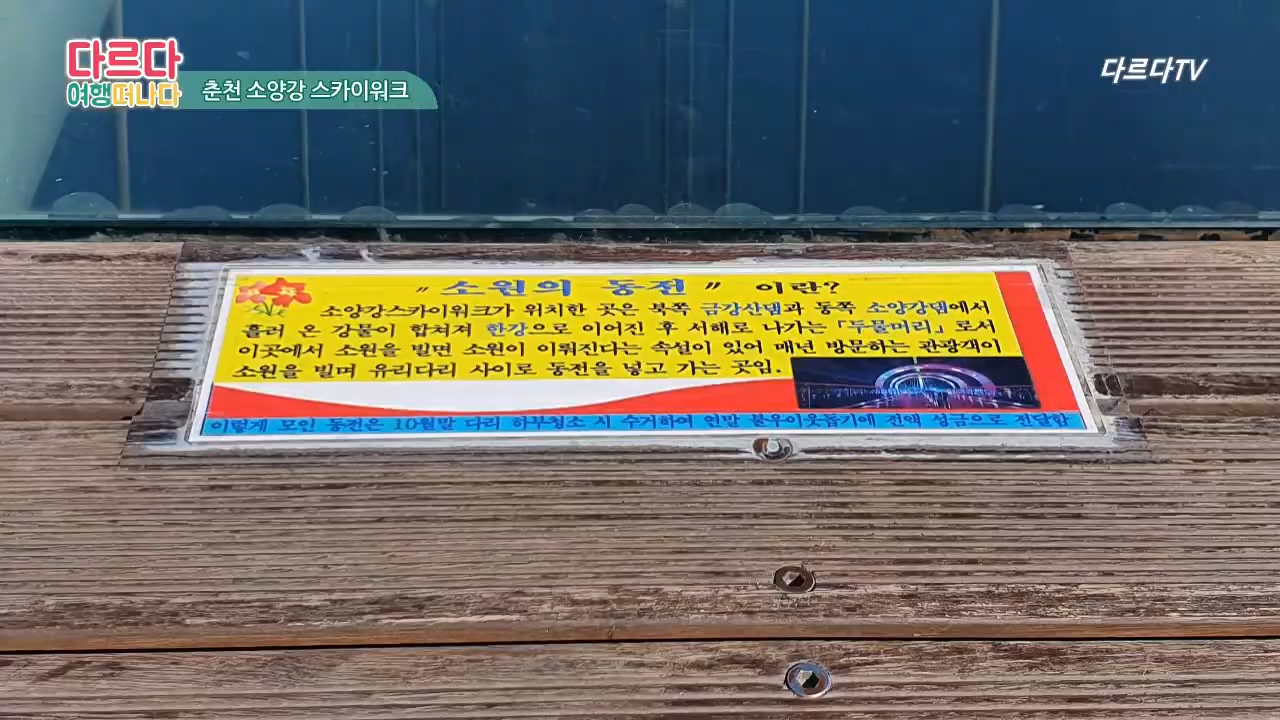 다르다
여행떠나다
춘천 소양강 스카이워크
다르다TV
〃소원의 동전〃 이란?
소양강스카이워크가 위치한 곳은 북쪽 금강산댐과 동쪽 소양강댐에서
흘러 온 강물이 합쳐져 한강으로 이어진 후 서해로 나가는 「두물머리」로서
이곳에서 소원을 빌면 소원이 이뤄진다는 속설이 있어 매년 방문하는 관광객이
소원을 빌며 유리다리 사이로 동전을 넣고 가는 곳임.
이렇게 모인 동전은 10월말 다리 하부청소 시 수거하여 연말 불우이웃돕기에 전액 성금으로 전달함